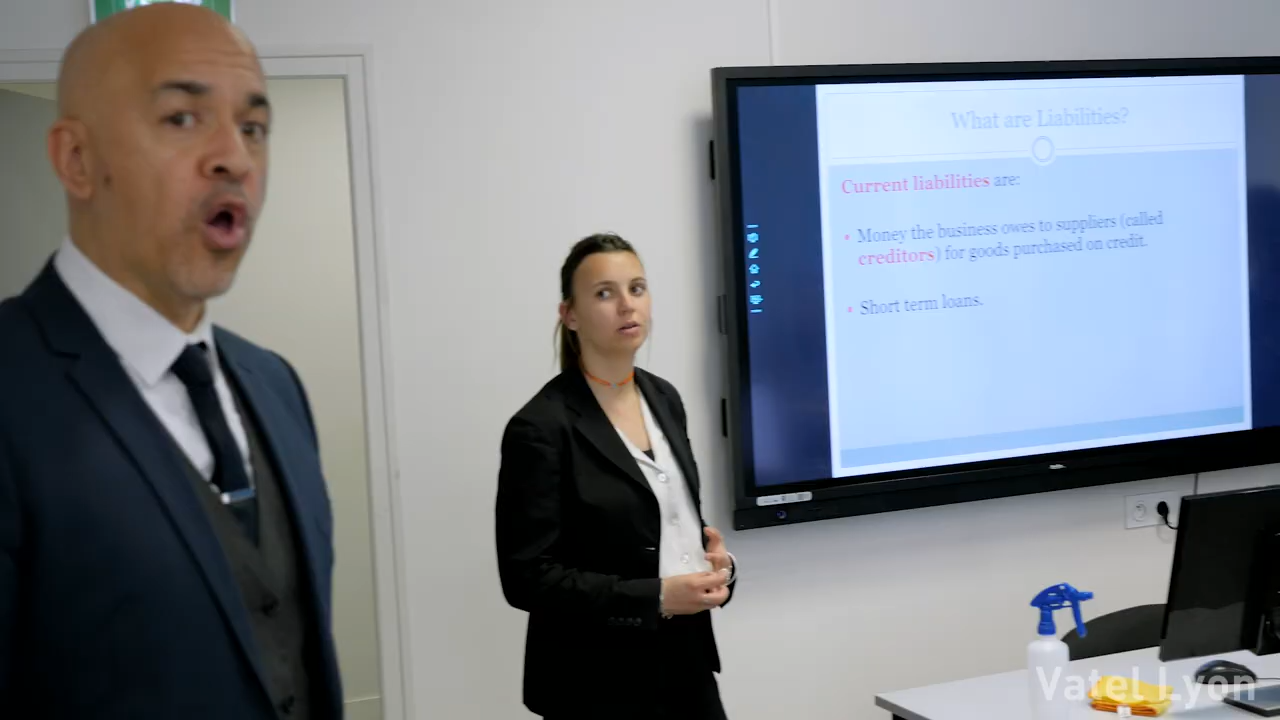 What are Liabilities?
Current liabilities are:
• Money the business owes to suppliers (called
creditors) for goods purchased on credit.
• Short term loans.
Vatel Lyon